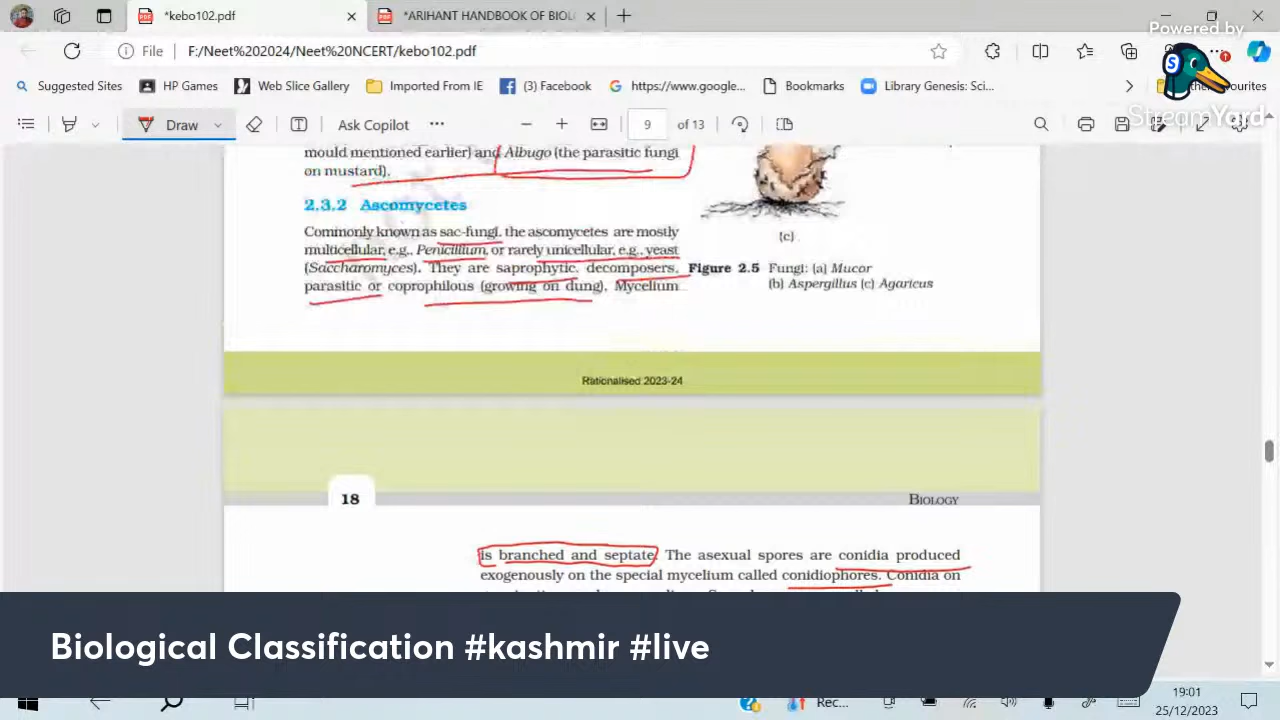 *kebo102.pdf
*ARIHANT HANDBOOK OF BIOL
Powered by
StreamYard
File
F:/Neet%202024/Neet%20NCERT/kebo102.pdf
Suggested Sites
HP Games
Web Slice Gallery
Imported From IE
(3) Facebook
https://www.google...
Bookmarks
Library Genesis: Sci...
Draw
Ask Copilot
9 of 13
mould mentioned earlier) and Albugo (the parasitic fungi
on mustard).
2.3.2 Ascomycetes
Commonly known as sac-fungi, the ascomycetes are mostly
multicellular, e.g., Penicillium, or rarely unicellular, e.g., yeast
(Saccharomyces). They are saprophytic, decomposers,
parasitic or coprophilous (growing on dung). Mycelium
(c)
Figure 2.5 Fungi: (a) Mucor
(b) Aspergillus (c) Agaricus
Rationalised 2023-24
18
BIOLOGY
is branched and septate. The asexual spores are conidia produced
exogenously on the special mycelium called conidiophores. Conidia on
Biological Classification #kashmir #live
Rec...
19:01
25/12/2023